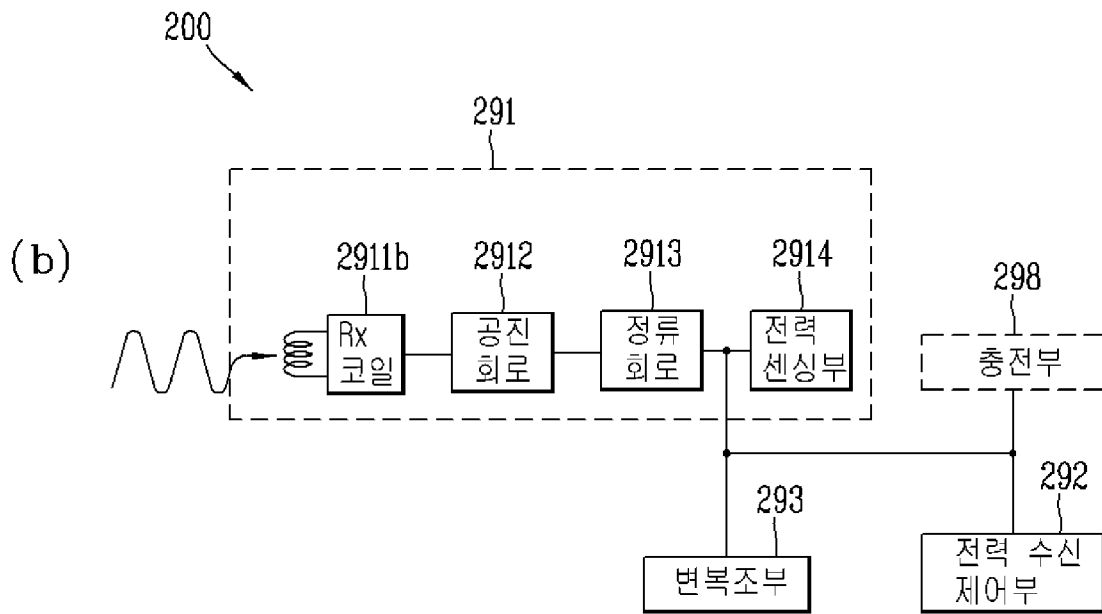 200
291
(b)
2911b
2912
2913
2914
298
Rx
코일
공진
회로
정류
회로
전력
센싱부
충전부
293
292
변복조부
전력 수신
제어부